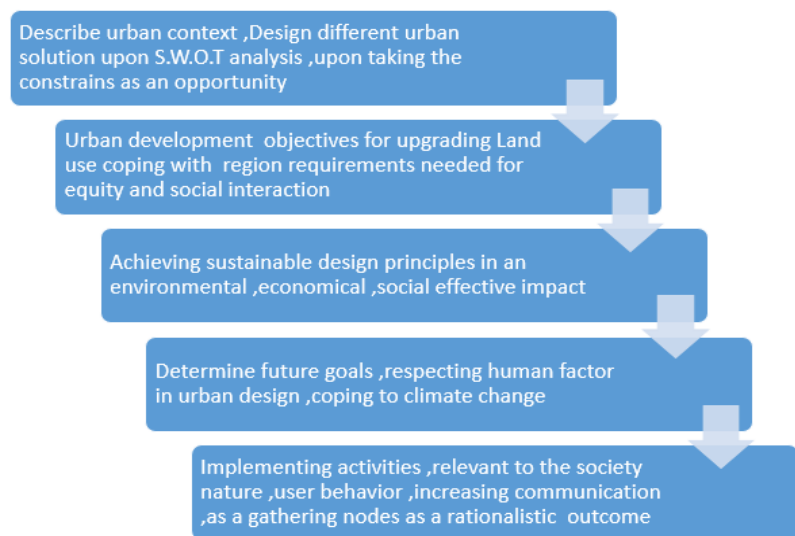 Describe urban context ,Design different urban
solution upon S.W.O.T analysis ,upon taking the
constrains as an opportunity
Urban development  objectives for upgrading Land
use coping with  region requirements needed for
equity and social interaction
Achieving sustainable design principles in an
environmental ,economical ,social effective impact
Determine future goals ,respecting human factor
in urban design ,coping to climate change
Implementing activities ,relevant to the society
nature ,user behavior ,increasing communication
,as a gathering nodes as a rationalistic  outcome